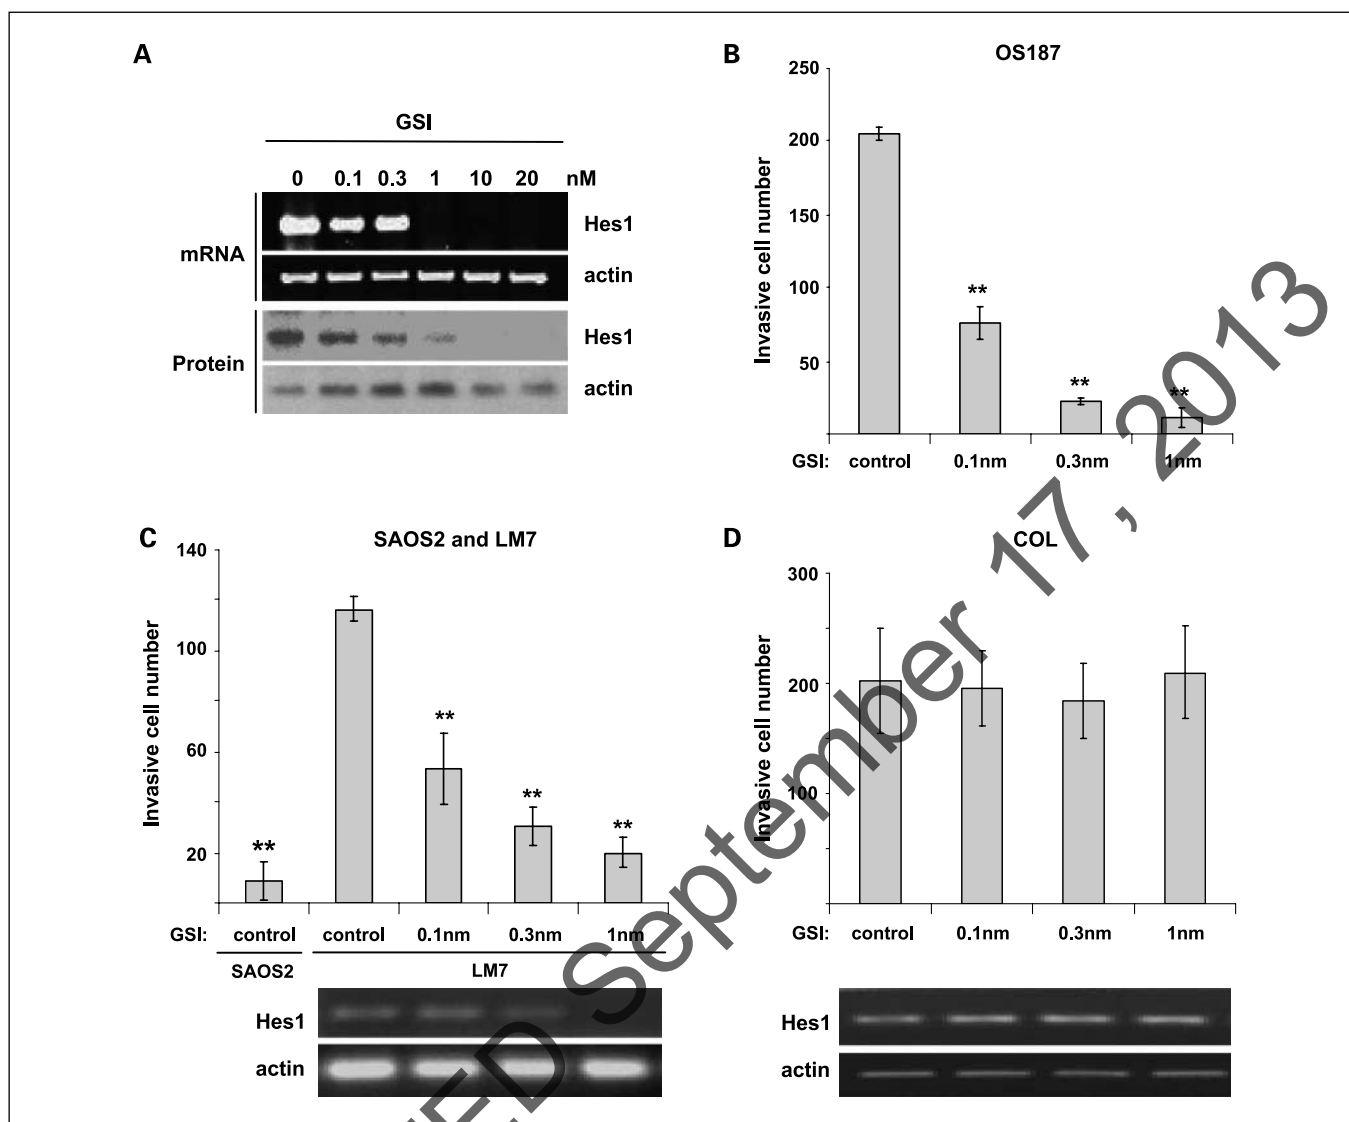 A
GSI
0 0.1 0.3 1 10 20 nM
mRNA
Hes1
actin
Protein
Hes1
actin
B
OS187
Invasive cell number
250
200
150
100
50
** ** **
GSI: control 0.1nm 0.3nm 1nm
C
SAOS2 and LM7
Invasive cell number
140
100
60
20
** ** ** **
GSI: control control 0.1nm 0.3nm 1nm
SAOS2 LM7
Hes1
actin
D
COL
Invasive cell number
300
200
100
GSI: control 0.1nm 0.3nm 1nm
Hes1
actin
September 17, 2013